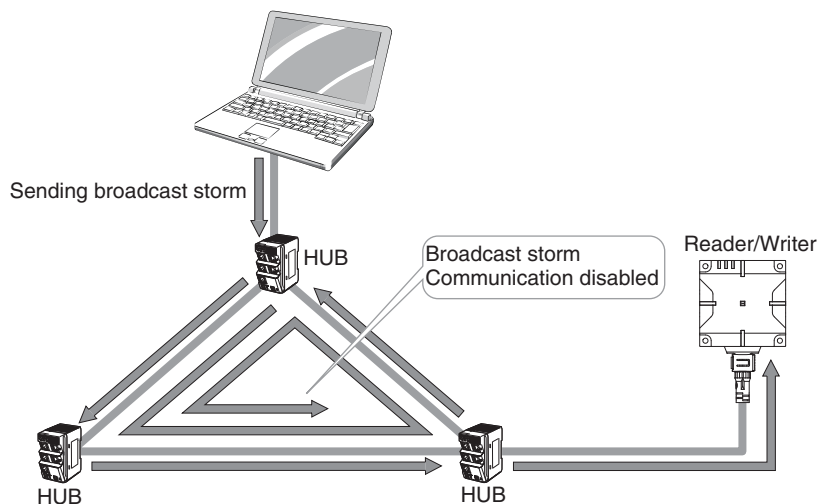 Sending broadcast storm
HUB
Broadcast storm
Communication disabled
Reader/Writer
HUB
HUB